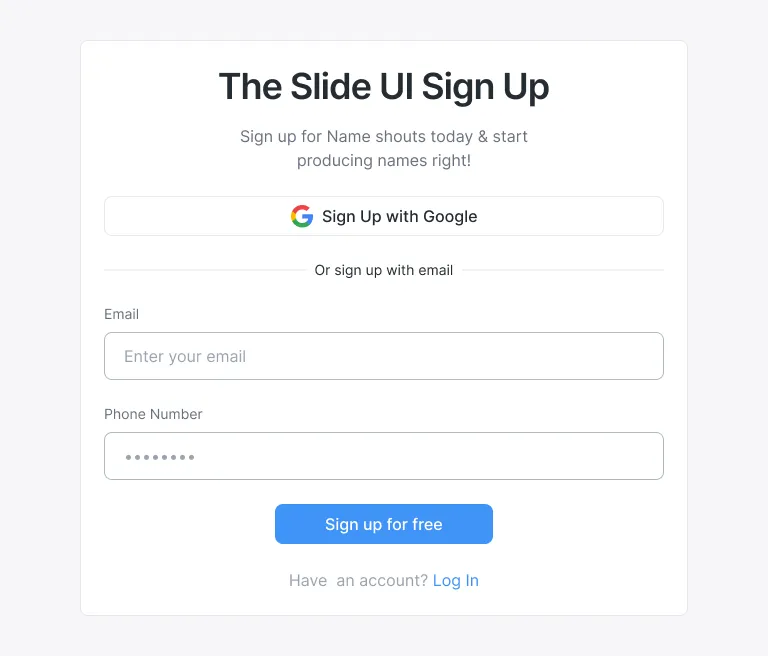 The Slide UI Sign Up
Sign up for Name shouts today & start
producing names right!
Sign Up with Google
Or sign up with email
Email
Enter your email
Phone Number
••••••••
Sign up for free
Have  an account? Log In